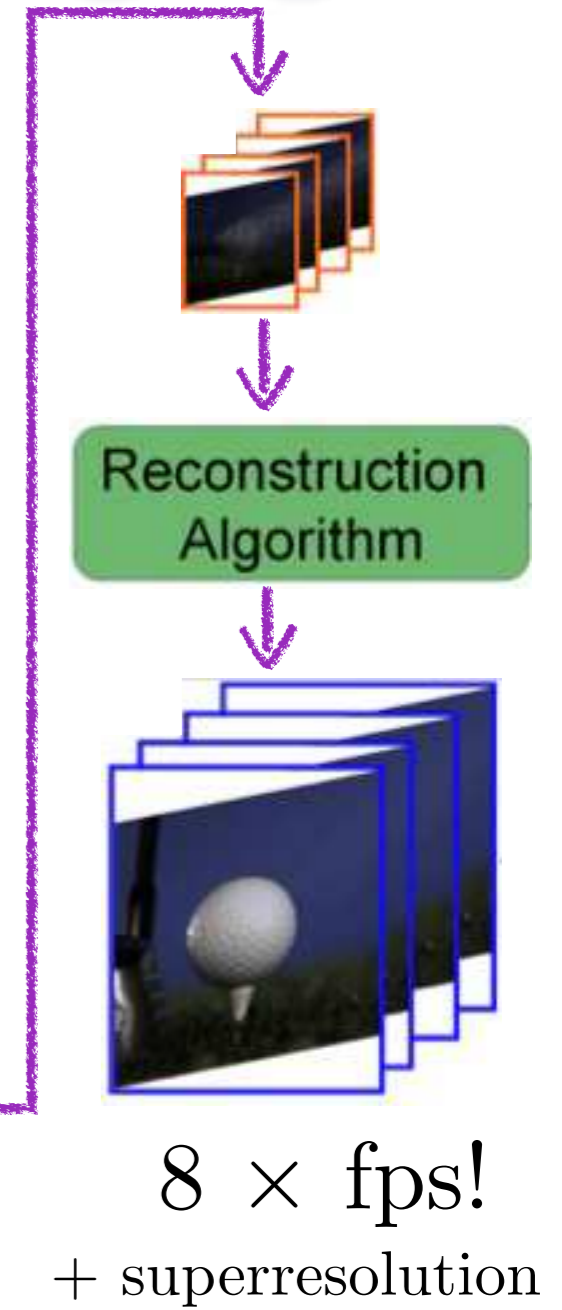 Reconstruction
Algorithm
8 × fps!
+ superresolution